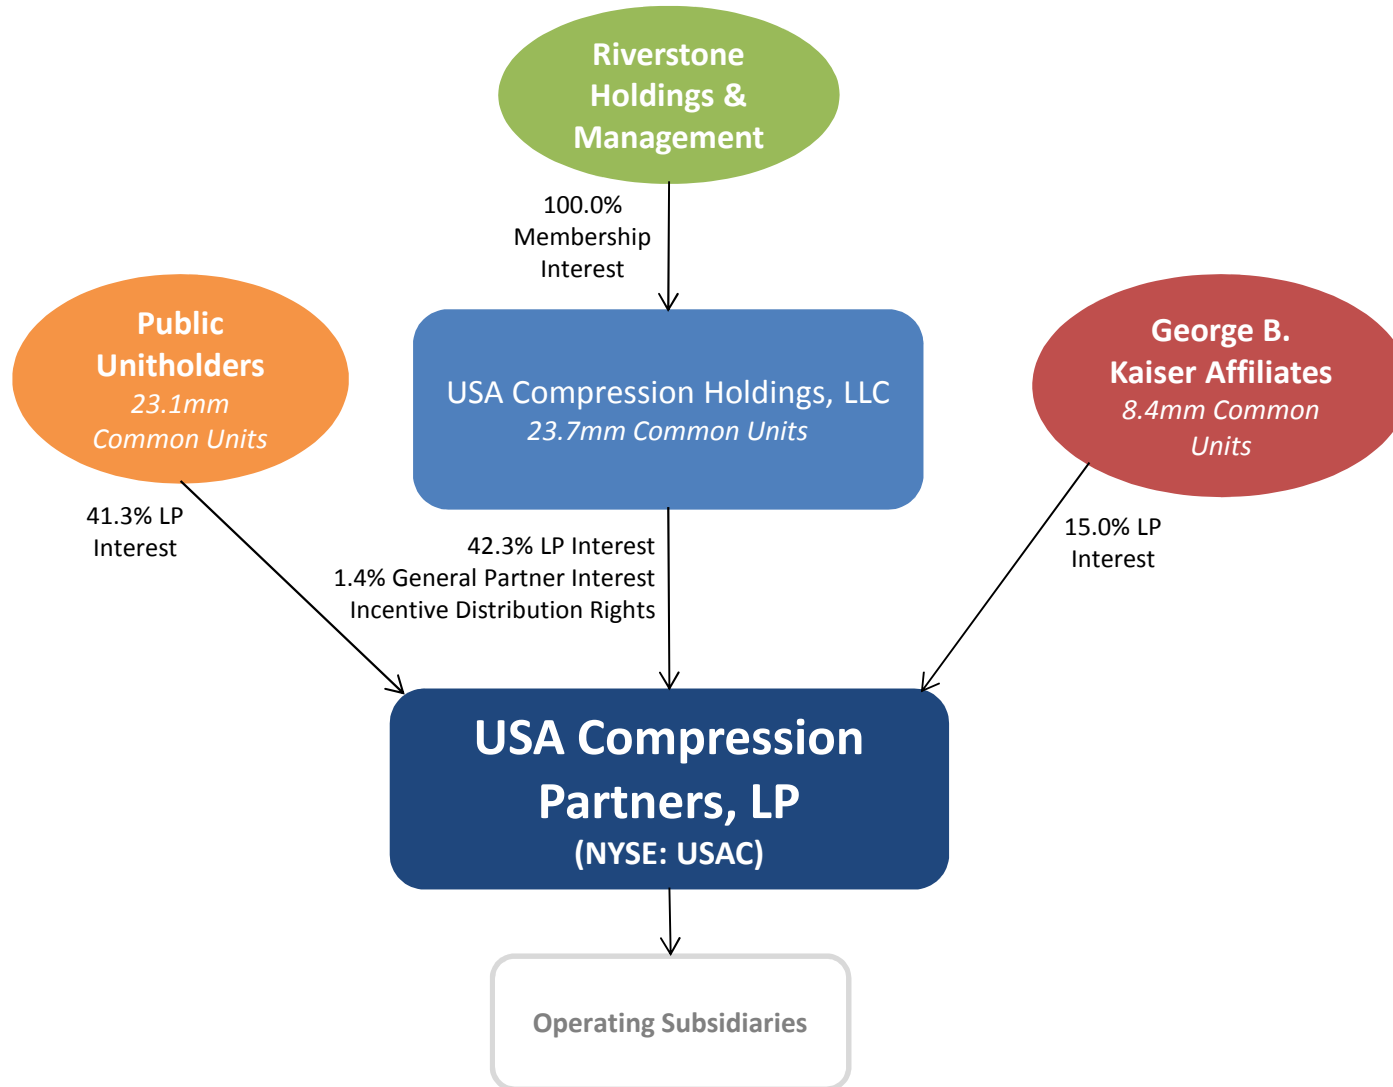 Riverstone
Holdings &
Management
100.0%
Membership
Interest
Public
Unitholders
23.1mm
Common Units
USA Compression Holdings, LLC
23.7mm Common Units
George B.
Kaiser Affiliates
8.4mm Common
Units
41.3% LP
Interest
42.3% LP Interest
1.4% General Partner Interest
Incentive Distribution Rights
15.0% LP
Interest
USA Compression
Partners, LP
(NYSE: USAC)
Operating Subsidiaries